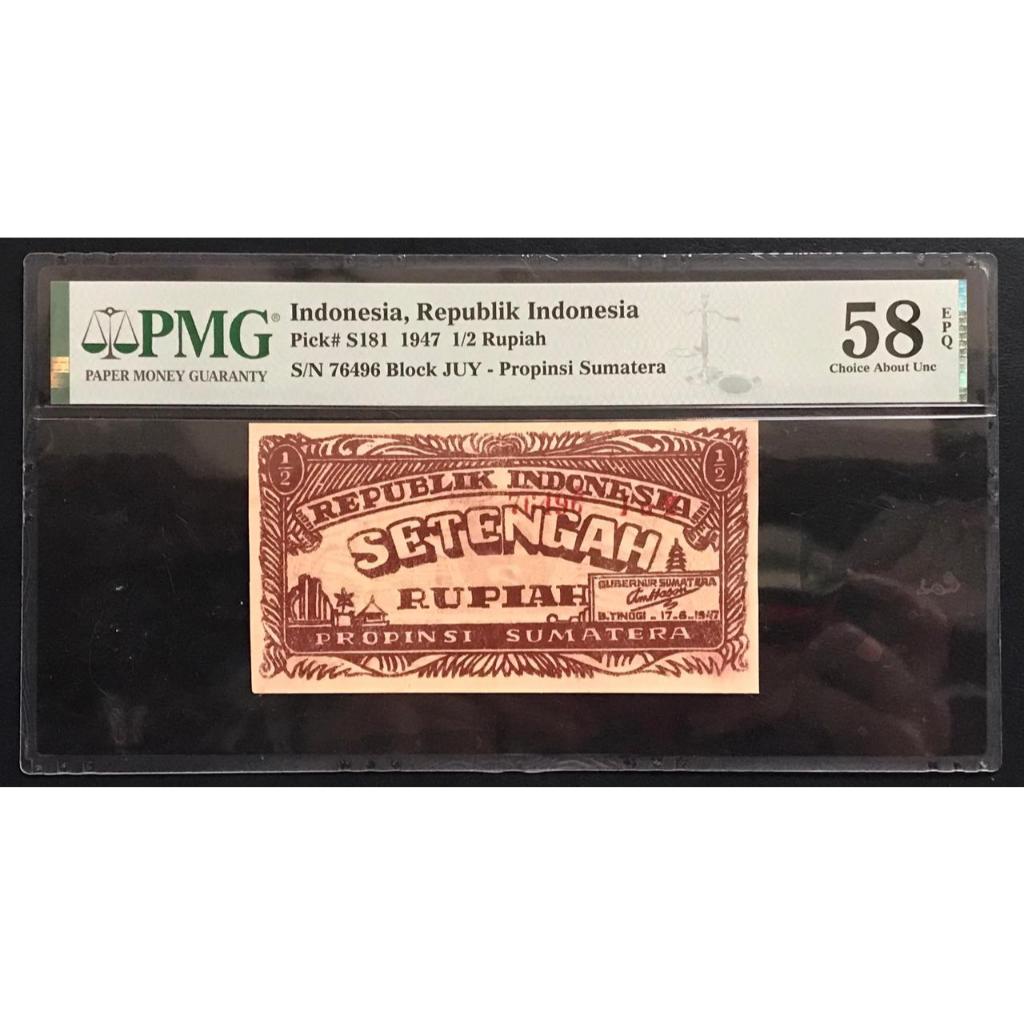 PMG®
PAPER MONEY GUARANTY
Indonesia, Republik Indonesia
Pick# S181 1947 1/2 Rupiah
S/N 76496 Block JUY - Propinsi Sumatera
58
EPQ
Choice About Unc
1/2
1/2
REPUBLIK INDONESIA
76496
SETENGAH
RUPIAH
GUBERNUR SUMATERA
B.TINGGI - 17-8-1947
PROPINSI SUMATERA